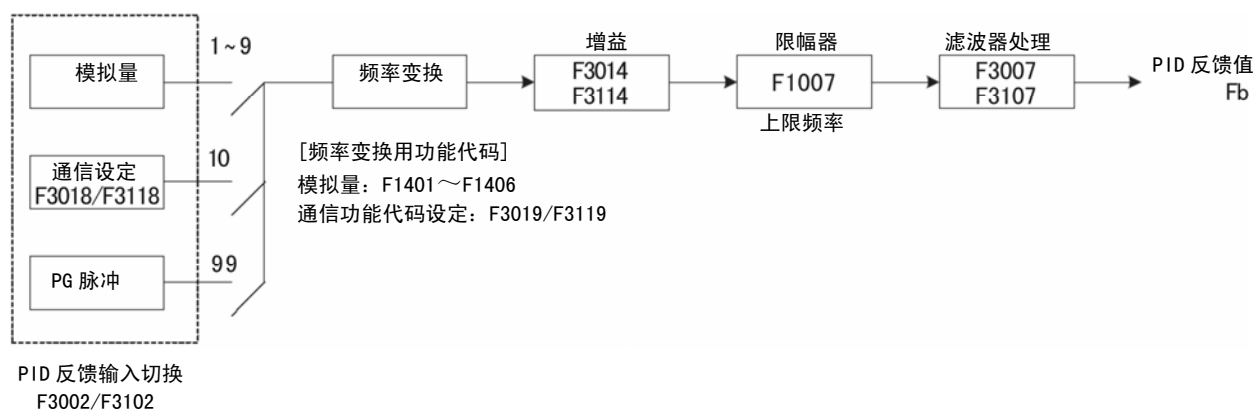 1~9
模拟量
频率变换
增益
F3014
F3114
限幅器
F1007
上限频率
滤波器处理
F3007
F3107
PID 反馈值
Fb
10
通信设定
F3018/F3118
[频率变换用功能代码]
模拟量：F1401～F1406
通信功能代码设定：F3019/F3119
99
PG 脉冲
PID 反馈输入切换
F3002/F3102